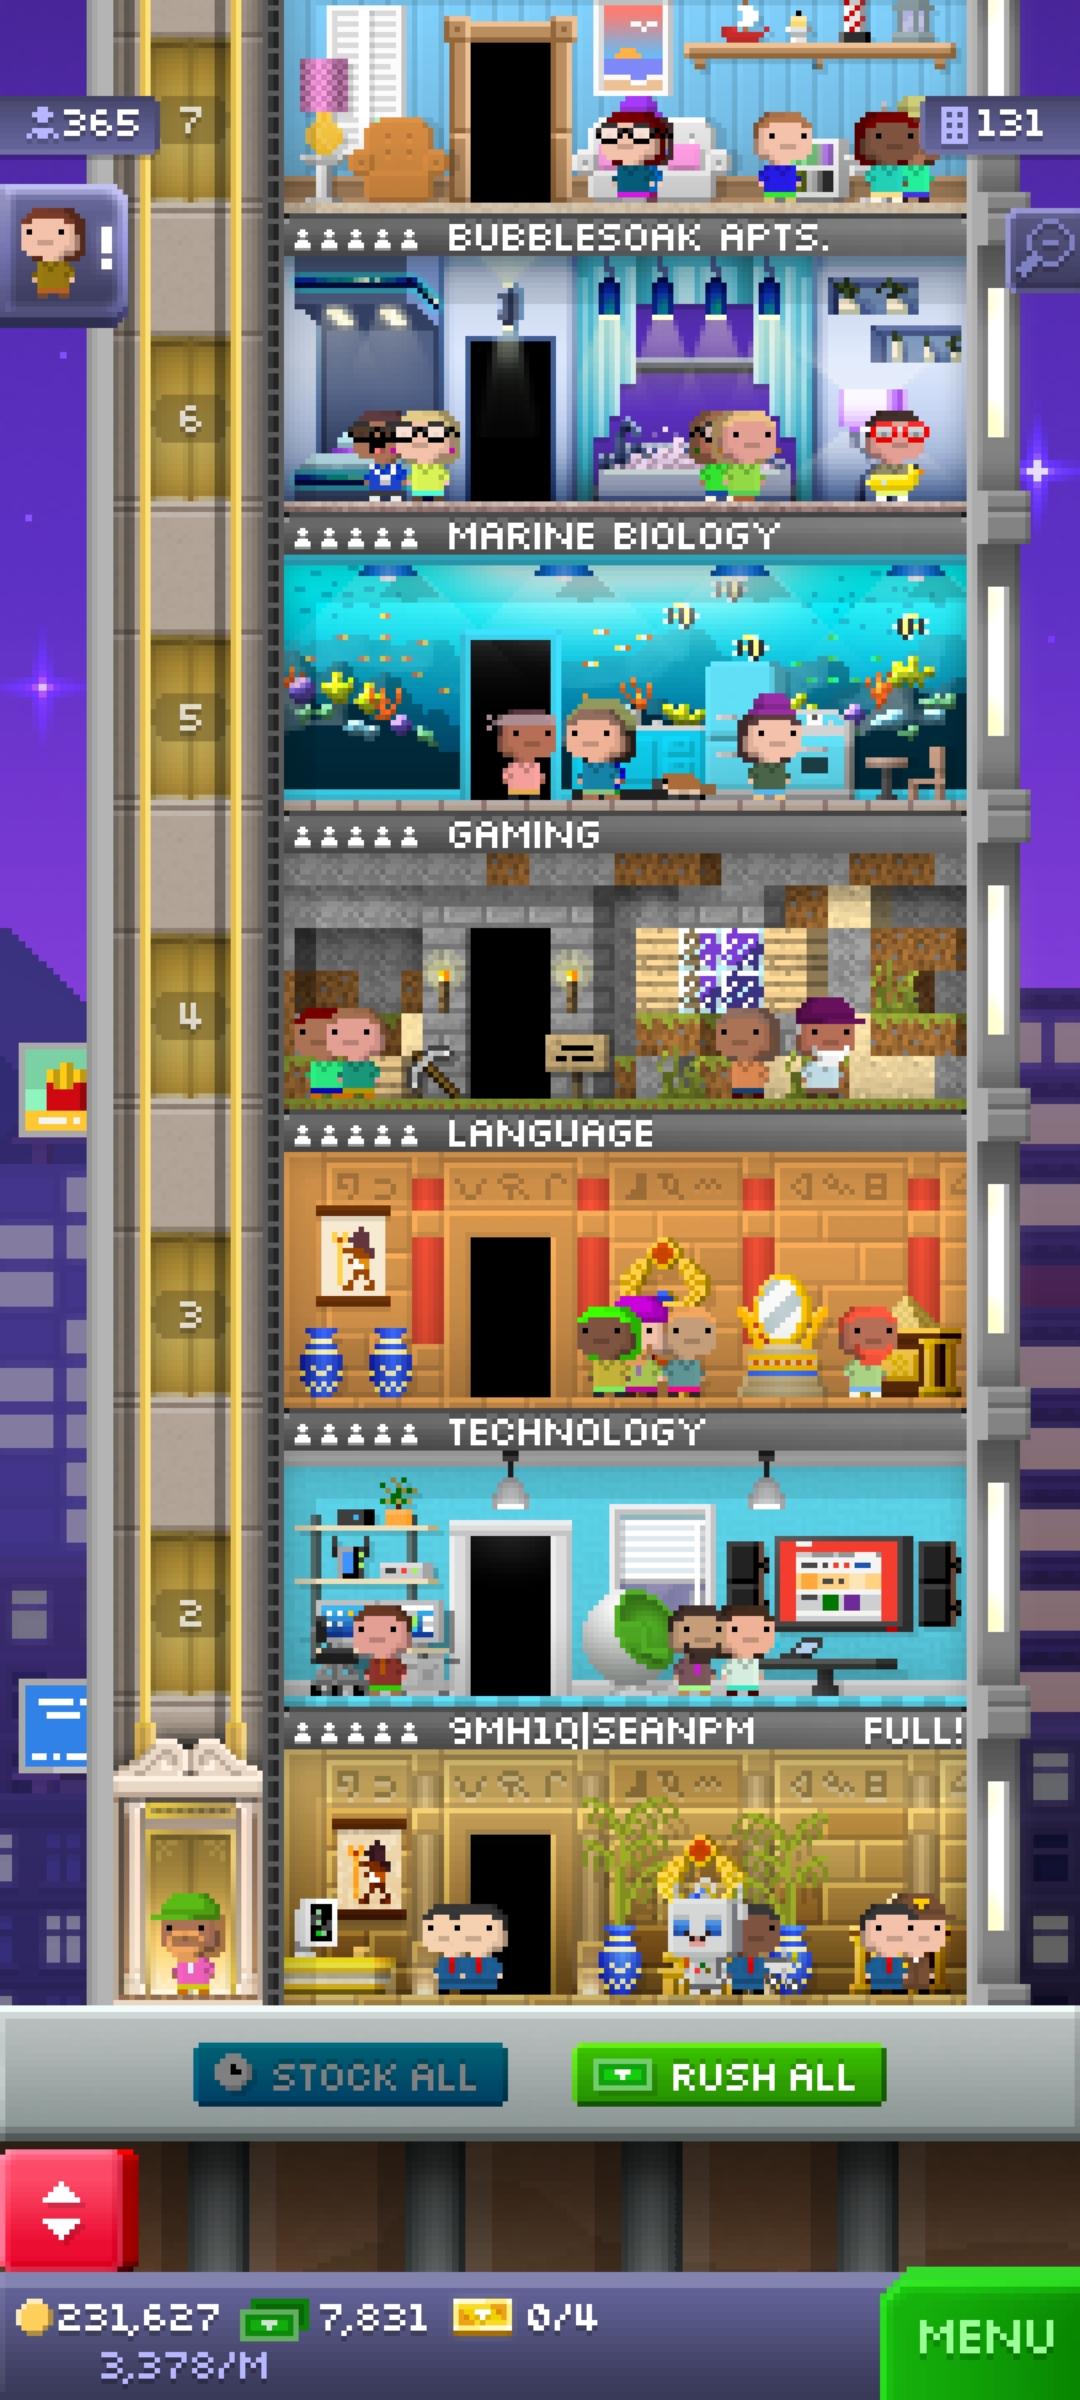 7
365
131
!
BUBBLESOAK APTS.
6
MARINE BIOLOGY
5
GAMING
4
LANGUAGE
3
TECHNOLOGY
2
9MH1Q|SEANPM FULL!
STOCK ALL
RUSH ALL
231,627 7,831 0/4
3,378/M
MENU